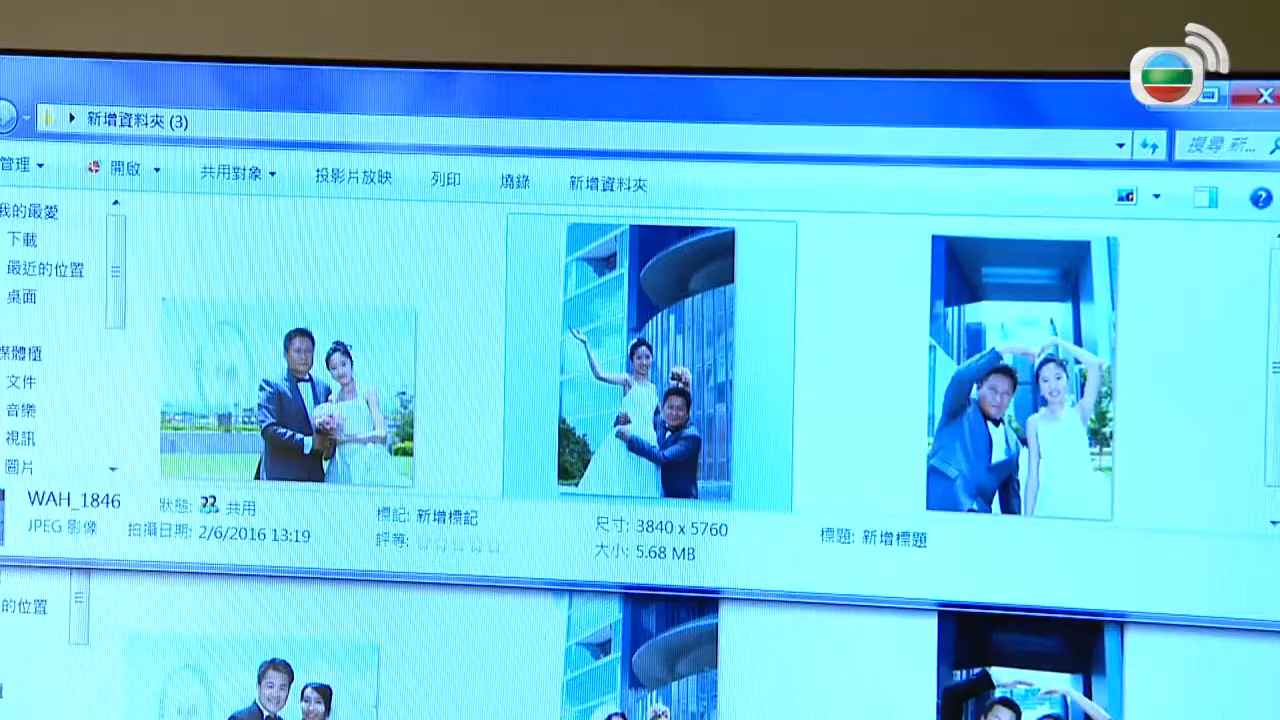 新增資料夾 (3)
搜尋 新...
管理
開啟
共用對象
投影片放映
列印
燒錄
新增資料夾
我的最愛
下載
最近的位置
桌面
媒體櫃
文件
音樂
視訊
圖片
WAH_1846
JPEG 影像
狀態: 共用
拍攝日期: 2/6/2016 13:19
標記: 新增標記
評等:
尺寸: 3840 x 5760
大小: 5.68 MB
標題: 新增標題
的位置